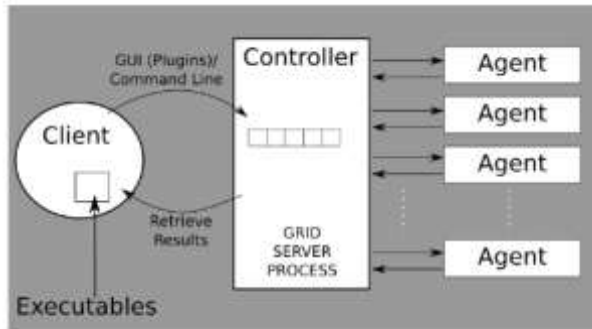 GUI (Plugins)/
Command Line
Client
Retrieve
Results
Executables
Controller
GRID
SERVER
PROCESS
Agent
Agent
Agent
Agent